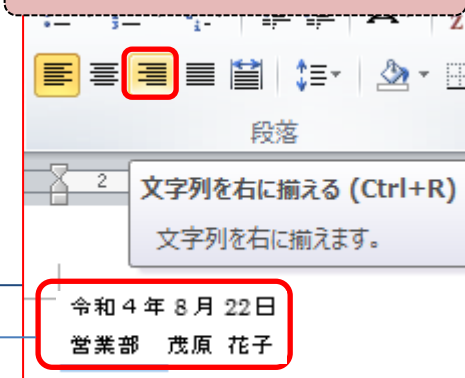 段落
2
文字列を右に揃える (Ctrl+R)
文字列を右に揃えます。
令和４年 8 月 22日
営業部　茂原 花子